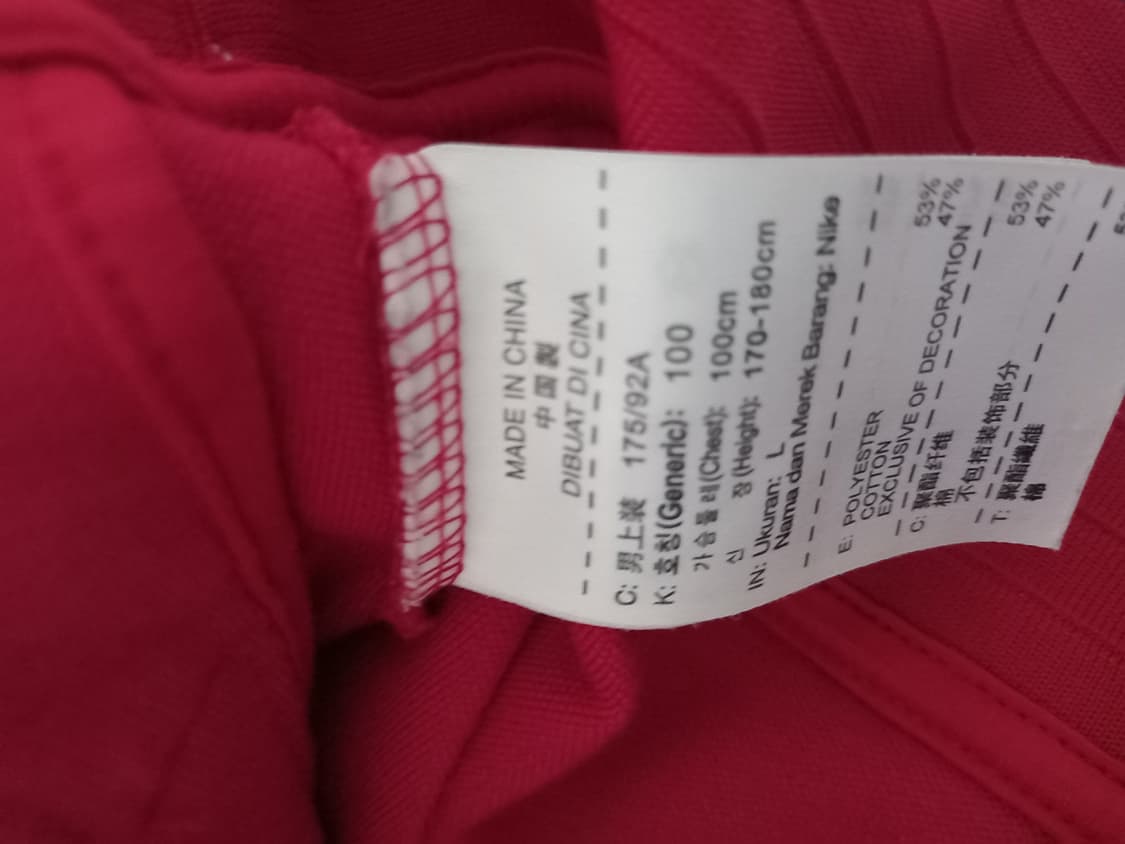 MADE IN CHINA
中 国 製
DIBUAT DI CINA
C: 男上装 175/92A
K: 호칭(Generic): 100
가슴둘레(Chest): 100cm
신 장(Height): 170-180cm
IN: Ukuran: L
Nama dan Merek Barang: Nike
E: POLYESTER 53%
COTTON 47%
EXCLUSIVE OF DECORATION
C: 聚酯纤维 53%
棉 47%
不包括装饰部分
T: 聚酯纖維
棉